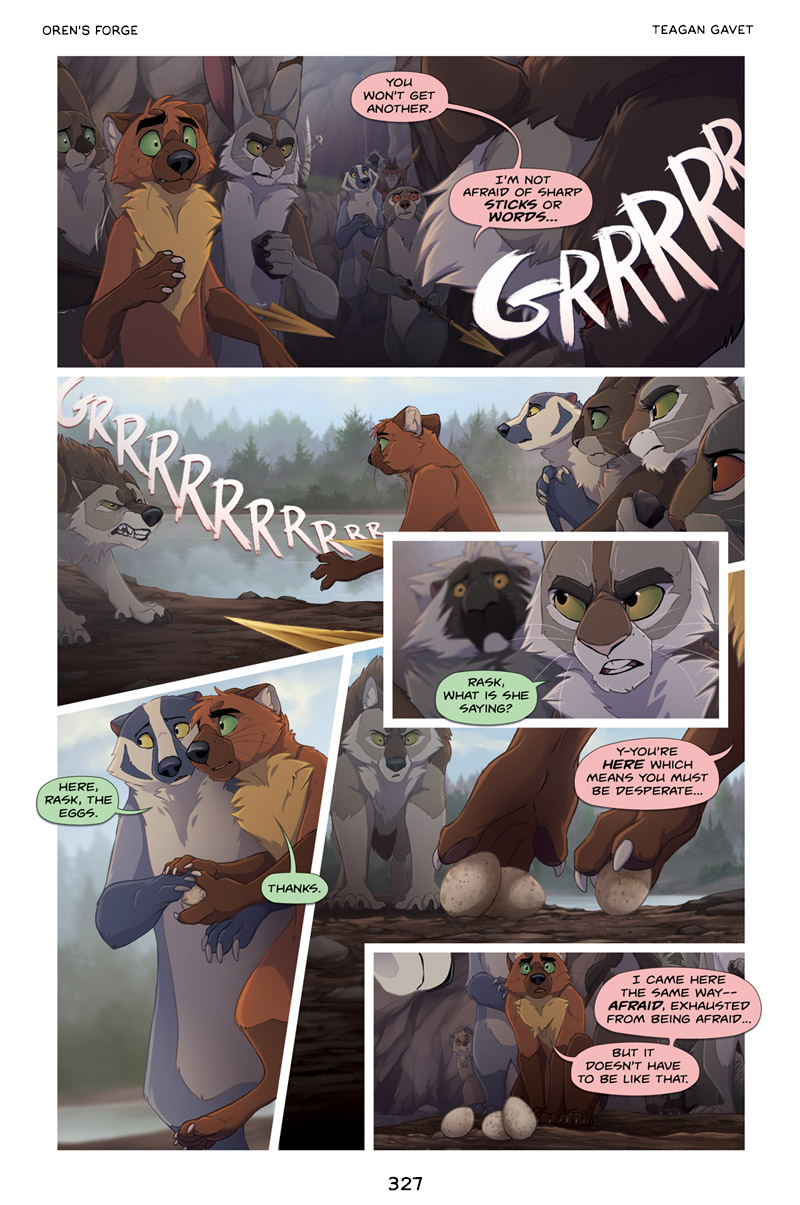 OREN'S FORGE
TEAGAN GAVET
YOU
WON'T GET
ANOTHER.
I'M NOT
AFRAID OF SHARP
STICKS OR
WORDS...
GRRRRR
GRRRRRRRRRR
RASK,
WHAT IS SHE
SAYING?
HERE,
RASK, THE
EGGS.
THANKS.
Y-YOU'RE
HERE WHICH
MEANS YOU MUST
BE DESPERATE...
I CAME HERE
THE SAME WAY--
AFRAID, EXHAUSTED
FROM BEING AFRAID...
BUT IT
DOESN'T HAVE
TO BE LIKE THAT.
327